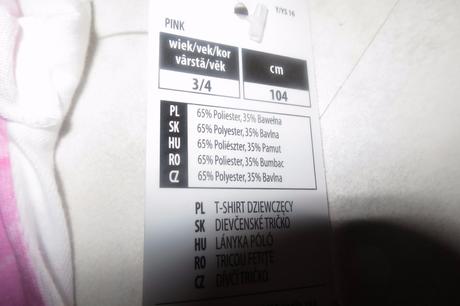 Y/YS 16
PINK
wiek/vek/kor
vârstă/věk
cm
3/4
104
PL 65% Poliester, 35% Bawełna
SK 65% Polyester, 35% Bavlna
HU 65% Poliészter, 35% Pamut
RO 65% Poliester, 35% Bumbac
CZ 65% Polyester, 35% Bavlna
PL T-SHIRT DZIEWCZĘCY
SK DIEVČENSKÉ TRIČKO
HU LÁNYKA PÓLÓ
RO TRICOU FETIŢE
CZ DÍVČÍ TRIČKO